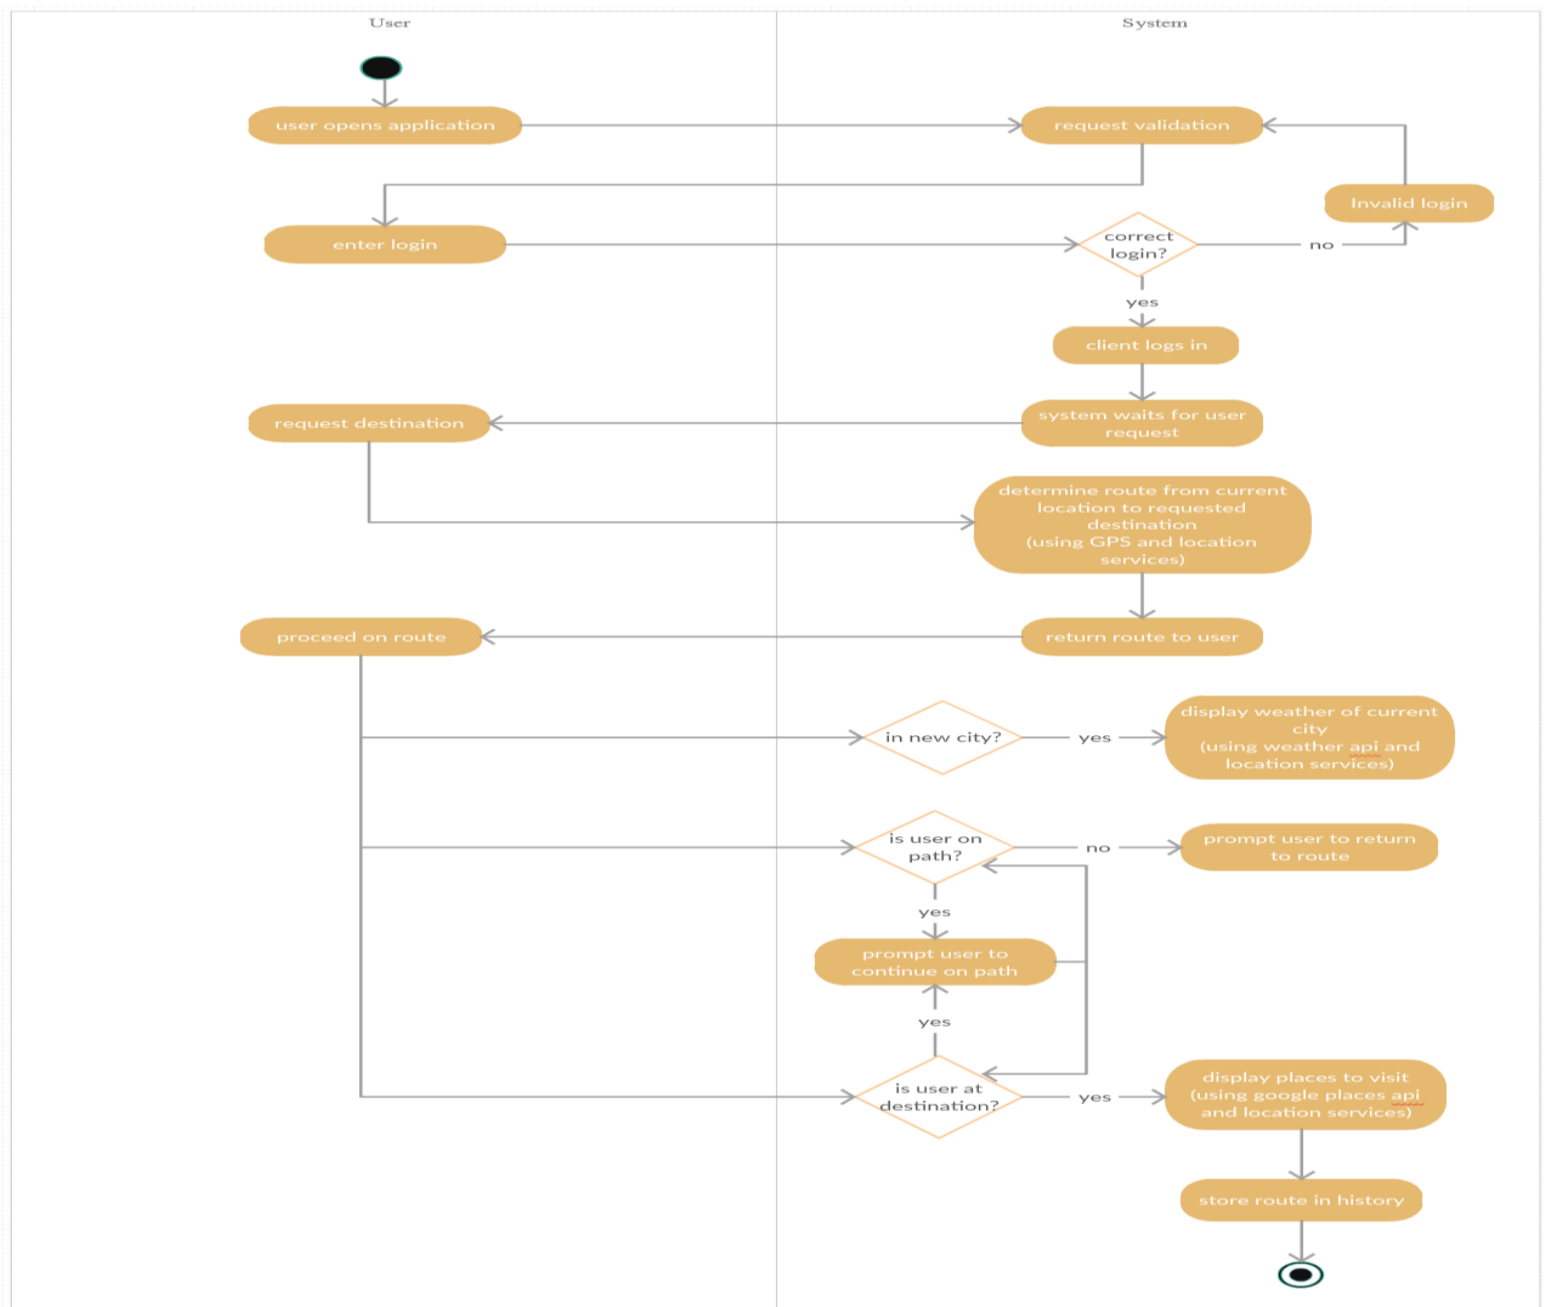 User
System
user opens application
request validation
Invalid login
enter login
correct
login?
no
yes
client logs in
request destination
system waits for user
request
determine route from current
location to requested
destination
(using GPS and location
services)
proceed on route
return route to user
in new city?
yes
display weather of current
city
(using weather api and
location services)
is user on
path?
no
prompt user to return
to route
yes
prompt user to
continue on path
yes
is user at
destination?
yes
display places to visit
(using google places api
and location services)
store route in history